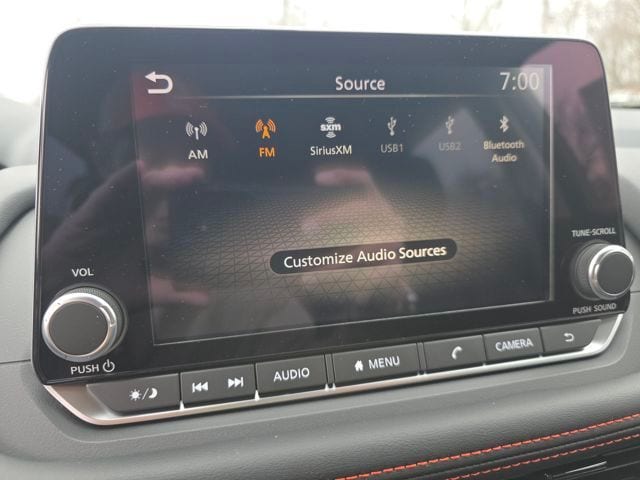 Source
7:00
AM
FM
sxm
SiriusXM
USB1
USB2
Bluetooth
Audio
Customize Audio Sources
VOL
PUSH
TUNE-SCROLL
PUSH SOUND
AUDIO
MENU
CAMERA